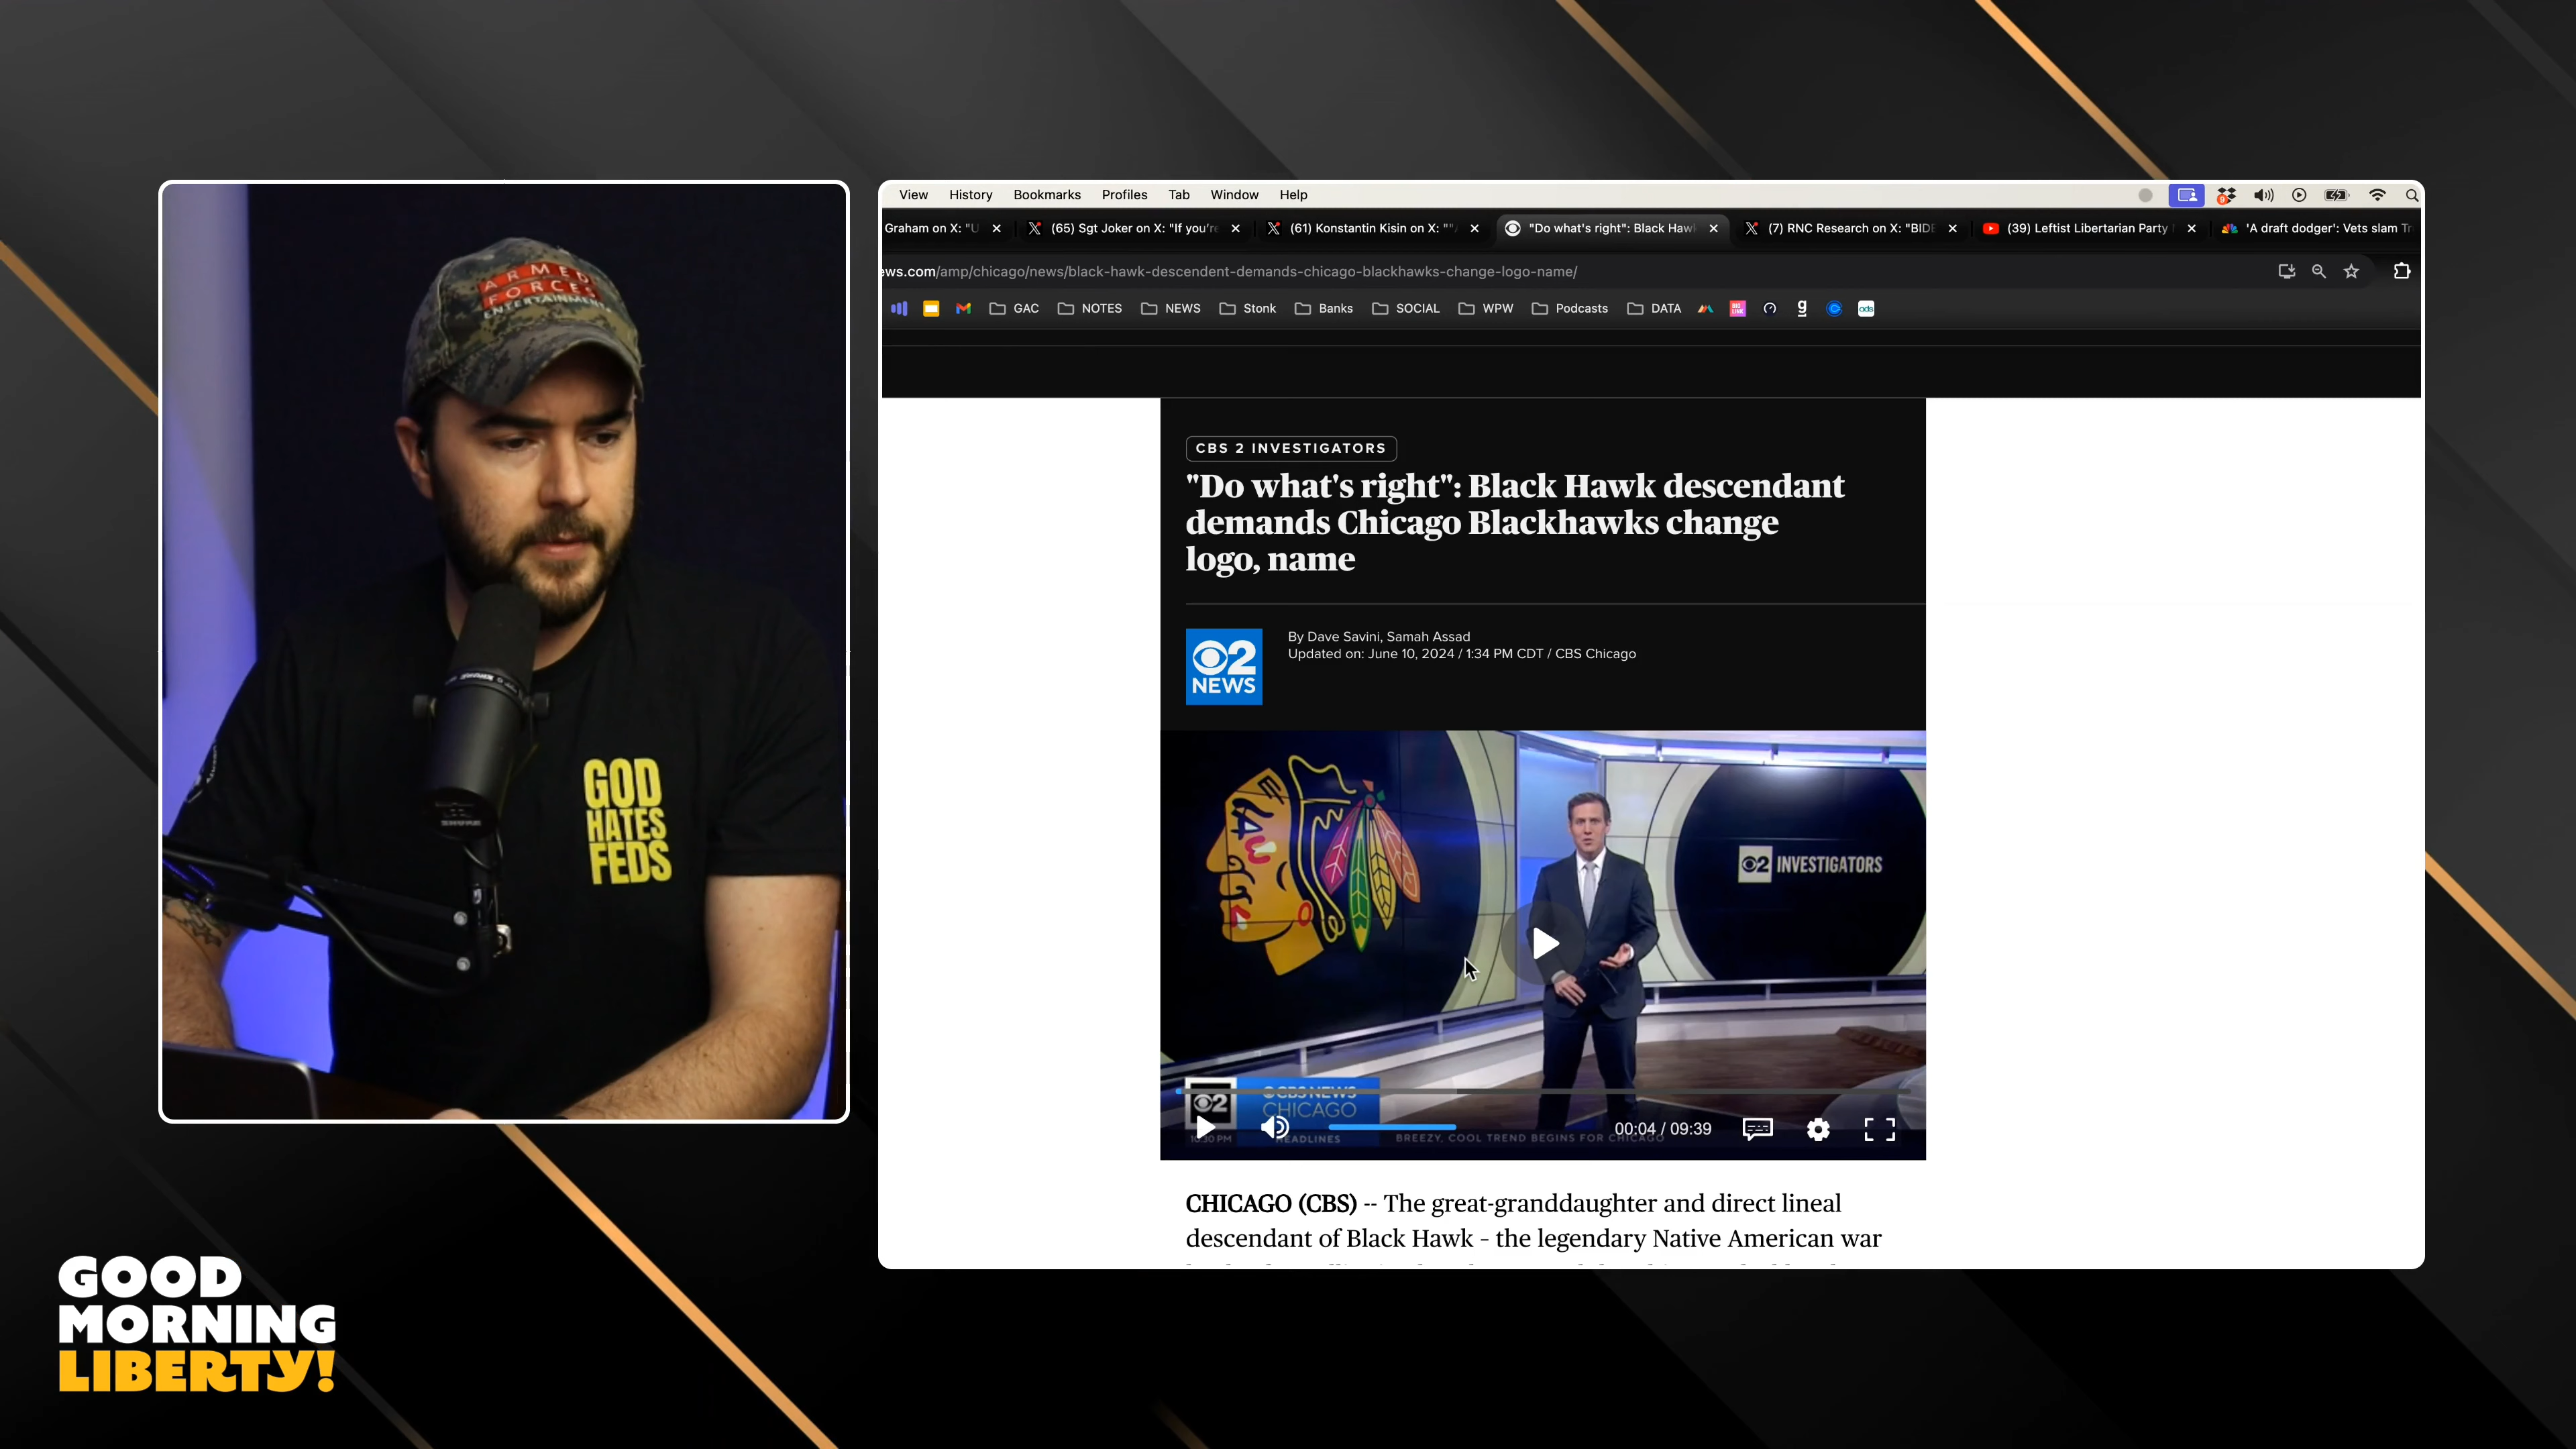 ARMED
FORCES
ENTERTAINMENT
GOD
HATES
FEDS
GOOD
MORNING
LIBERTY!
View History Bookmarks Profiles Tab Window Help
Graham on X: "U (65) Sgt Joker on X: "If you're (61) Konstantin Kisin on X: "" "Do what's right": Black Haw (7) RNC Research on X: "BIDE (39) Leftist Libertarian Party 'A draft dodger': Vets slam Tr
ews.com/amp/chicago/news/black-hawk-descendent-demands-chicago-blackhawks-change-logo-name/
GAC NOTES NEWS Stonk Banks SOCIAL WPW Podcasts DATA g ads
CBS 2 INVESTIGATORS
"Do what's right": Black Hawk descendant
demands Chicago Blackhawks change
logo, name
2
NEWS
By Dave Savini, Samah Assad
Updated on: June 10, 2024 / 1:34 PM CDT / CBS Chicago
2 INVESTIGATORS
2
CBS NEWS
CHICAGO
10:30 PM HEADLINES BREEZY, COOL TREND BEGINS FOR CHICAGO
00:04 / 09:39
CHICAGO (CBS) -- The great-granddaughter and direct lineal
descendant of Black Hawk - the legendary Native American war